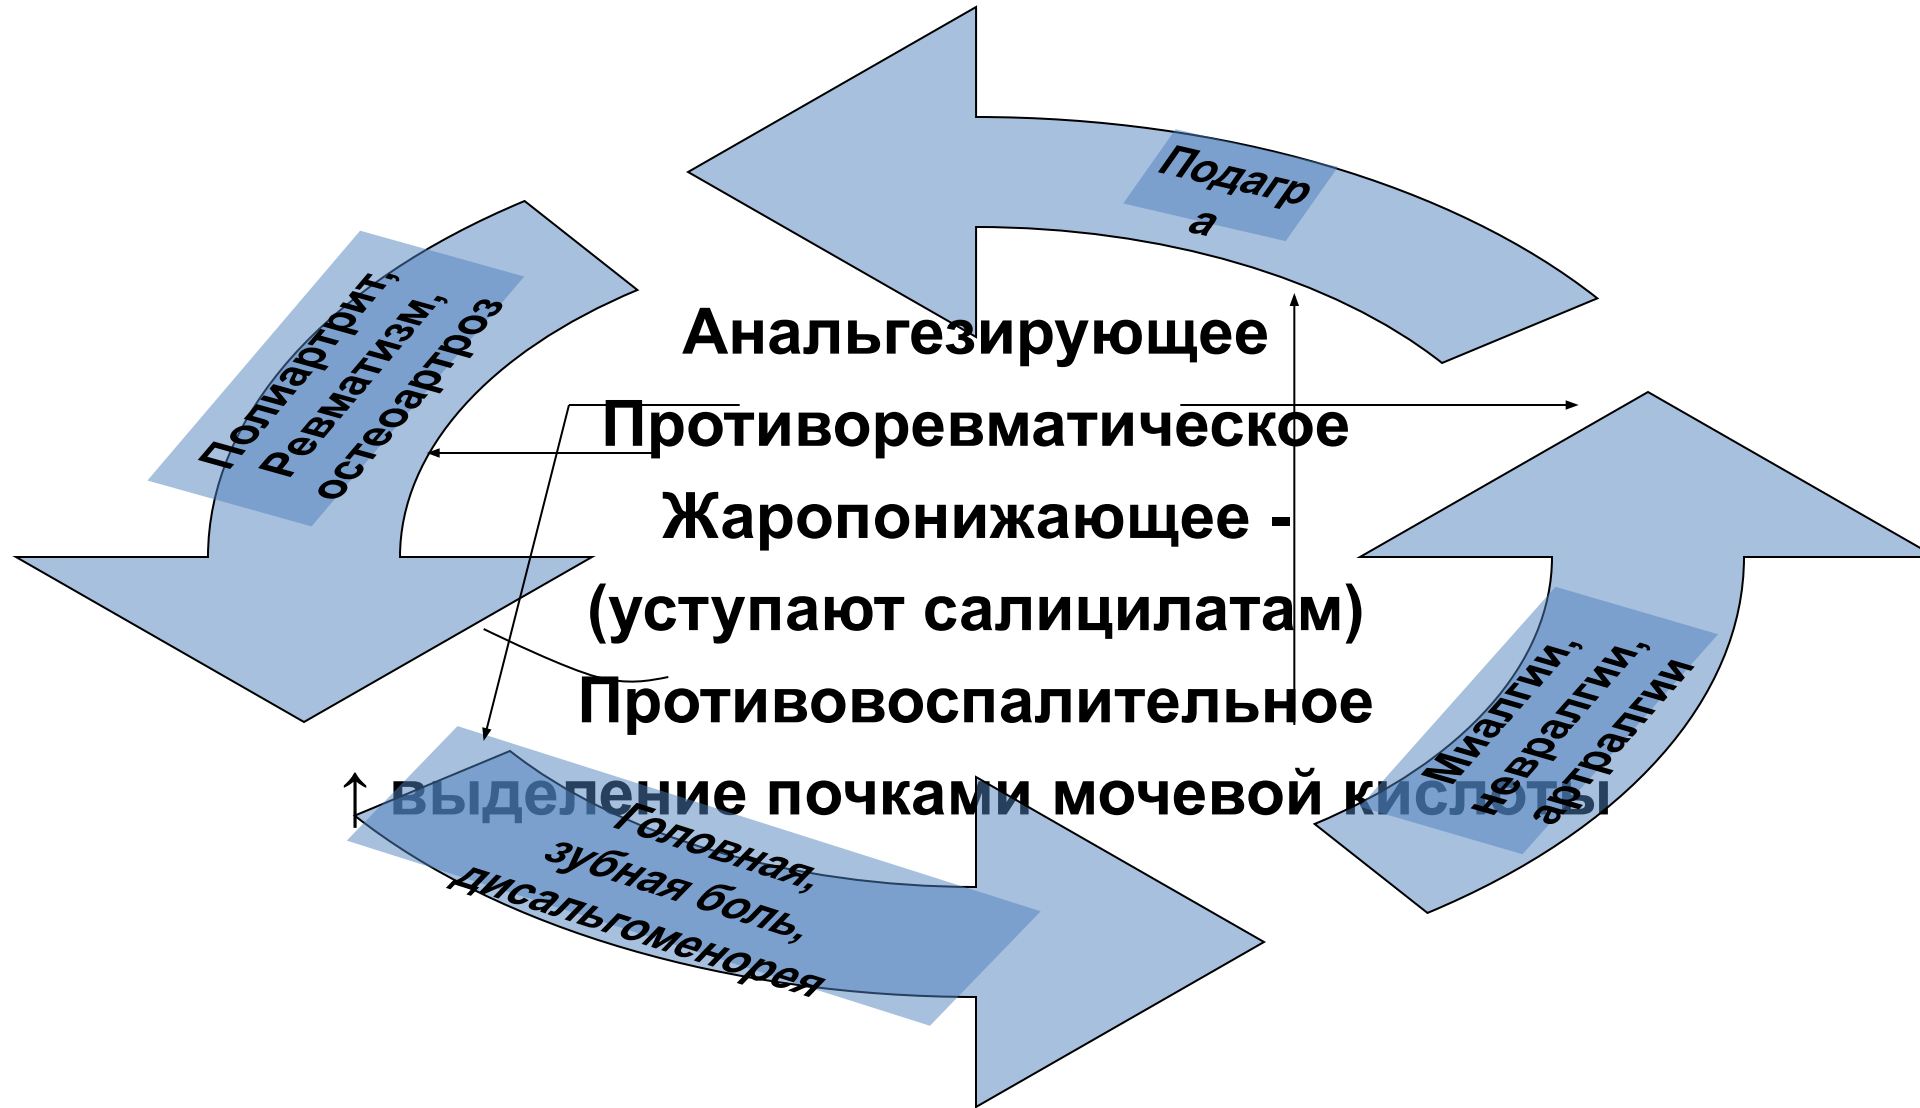 Подагр
а
Полиартрит,
Ревматизм,
остеоартроз
Анальгезирующее
Противоревматическое
Жаропонижающее -
(уступают салицилатам)
Противовоспалительное
↑ выделение почками мочевой кислоты
Миалгии,
невралгии,
артралгии
Головная,
зубная боль,
дисальгоменорея